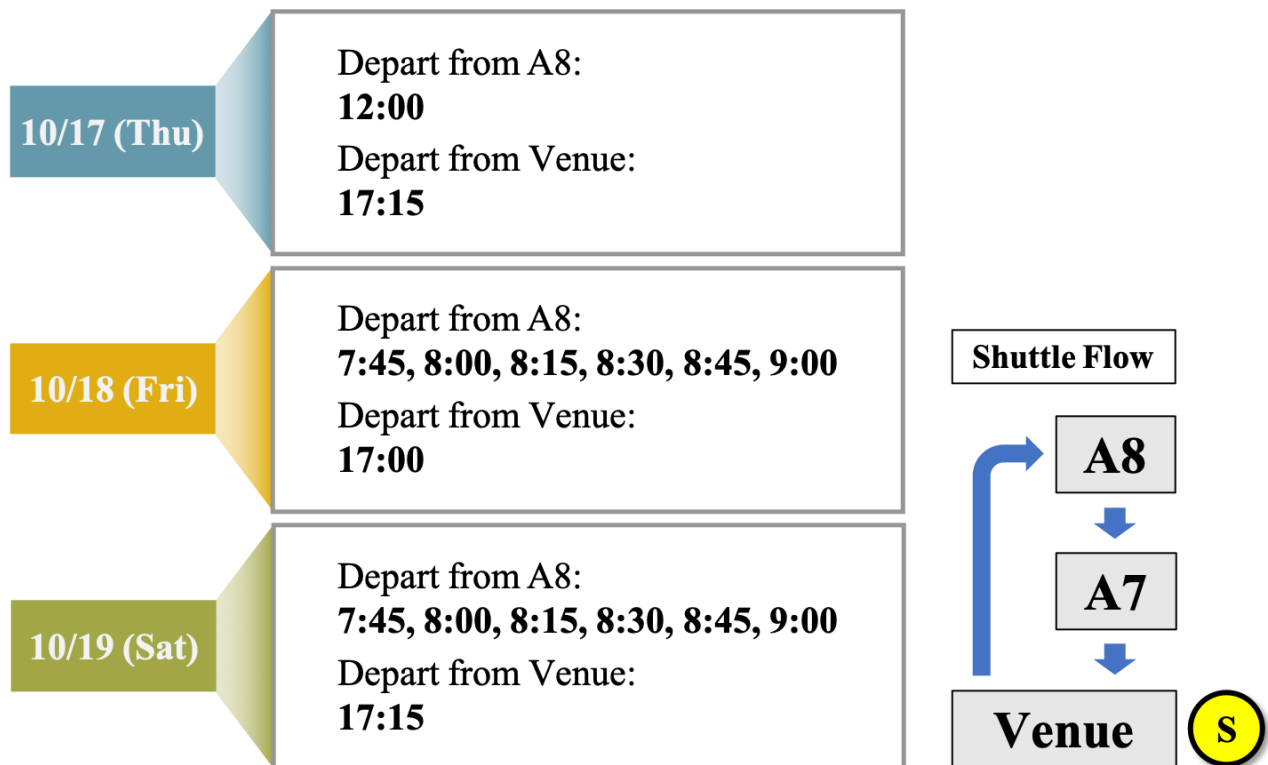 10/17 (Thu)
Depart from A8:
12:00
Depart from Venue:
17:15
10/18 (Fri)
Depart from A8:
7:45, 8:00, 8:15, 8:30, 8:45, 9:00
Depart from Venue:
17:00
10/19 (Sat)
Depart from A8:
7:45, 8:00, 8:15, 8:30, 8:45, 9:00
Depart from Venue:
17:15
Shuttle Flow
A8
A7
Venue
S